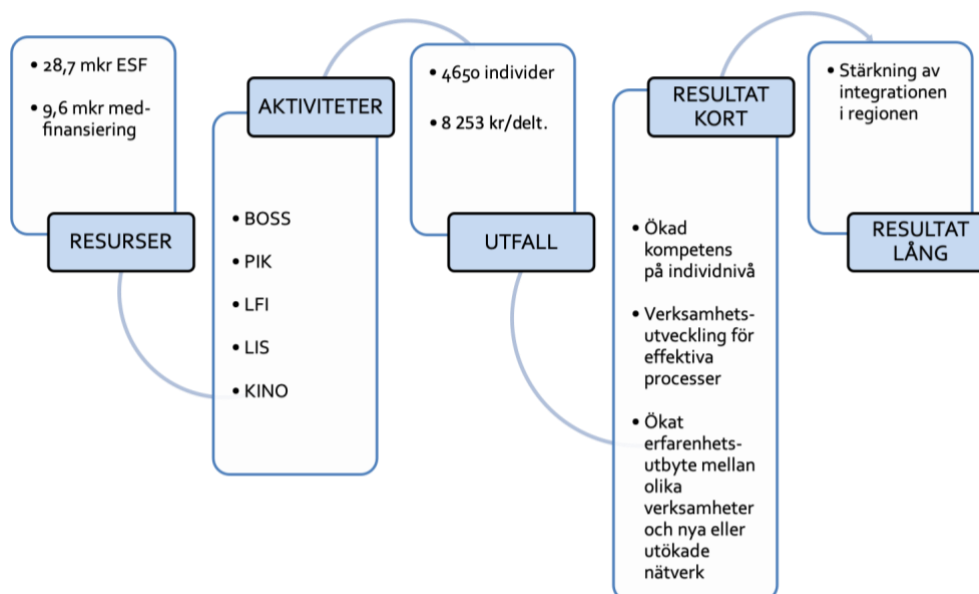 • 28,7 mkr ESF
• 9,6 mkr med-
finansiering
RESURSER
AKTIVITETER
• BOSS
• PIK
• LFI
• LIS
• KINO
• 4650 individer
• 8 253 kr/delt.
UTFALL
RESULTAT
KORT
• Ökad
kompetens
på individnivå
• Verksamhets-
utveckling för
effektiva
processer
• Ökat
erfarenhets-
utbyte mellan
olika
verksamheter
och nya eller
utökade
nätverk
• Stärkning av
integrationen
i regionen
RESULTAT
LÅNG